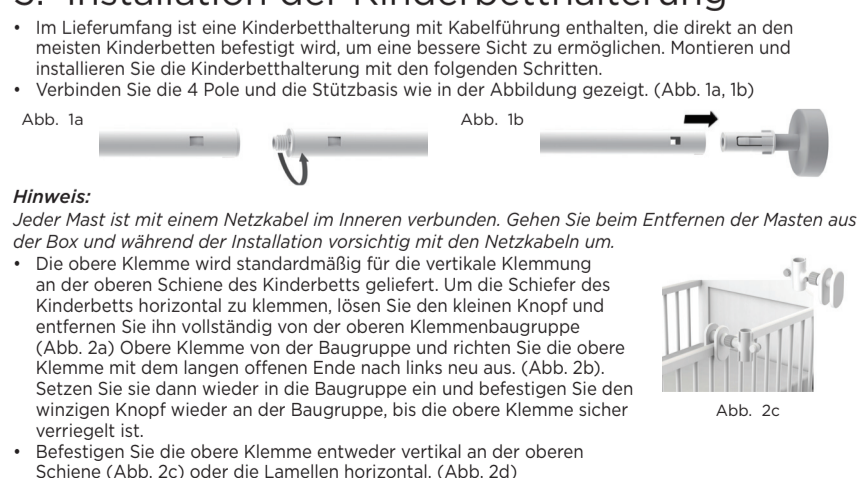 3. Installation der Kinderbetthalterung
• Im Lieferumfang ist eine Kinderbetthalterung mit Kabelführung enthalten, die direkt an den
meisten Kinderbetten befestigt wird, um eine bessere Sicht zu ermöglichen. Montieren und
installieren Sie die Kinderbetthalterung mit den folgenden Schritten.
• Verbinden Sie die 4 Pole und die Stützbasis wie in der Abbildung gezeigt. (Abb. 1a, 1b)
Abb. 1a
Abb. 1b
Hinweis:
Jeder Mast ist mit einem Netzkabel im Inneren verbunden. Gehen Sie beim Entfernen der Masten aus
der Box und während der Installation vorsichtig mit den Netzkabeln um.
• Die obere Klemme wird standardmäßig für die vertikale Klemmung
an der oberen Schiene des Kinderbetts geliefert. Um die Schiefer des
Kinderbetts horizontal zu klemmen, lösen Sie den kleinen Knopf und
entfernen Sie ihn vollständig von der oberen Klemmenbaugruppe
(Abb. 2a) Obere Klemme von der Baugruppe und richten Sie die obere
Klemme mit dem langen offenen Ende nach links neu aus. (Abb. 2b).
Setzen Sie sie dann wieder in die Baugruppe ein und befestigen Sie den
winzigen Knopf wieder an der Baugruppe, bis die obere Klemme sicher
verriegelt ist.
Abb. 2c
• Befestigen Sie die obere Klemme entweder vertikal an der oberen
Schiene (Abb. 2c) oder die Lamellen horizontal. (Abb. 2d)